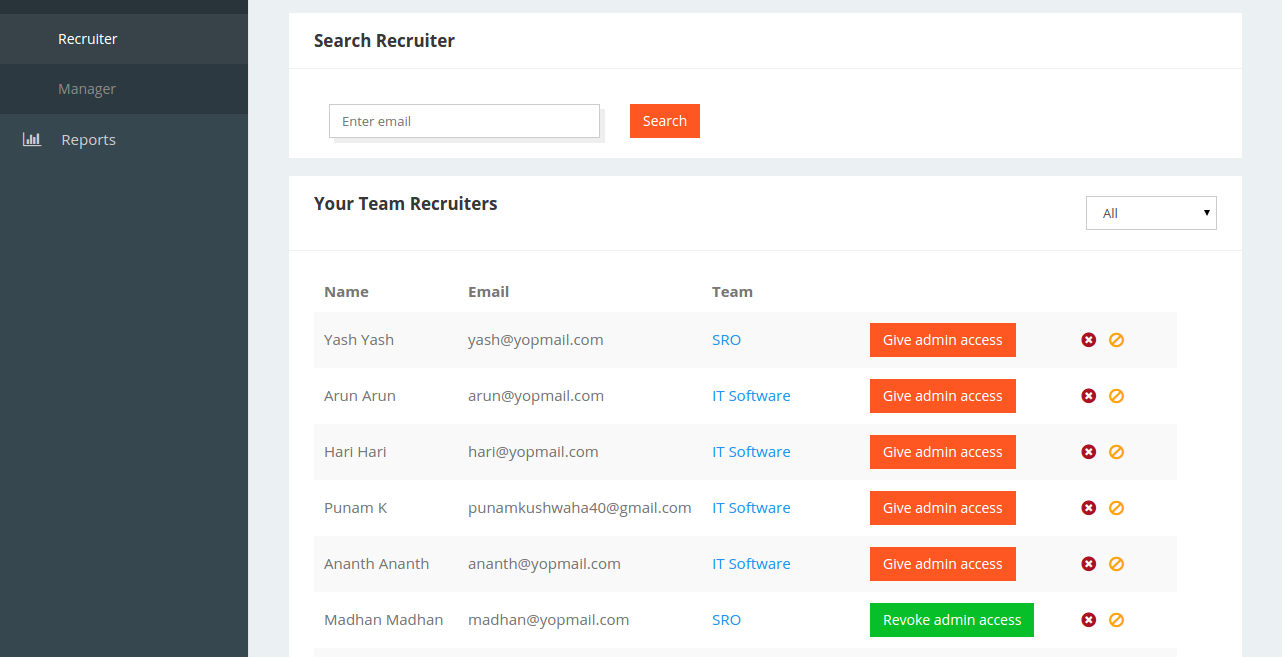 Recruiter
Manager
Reports
Search Recruiter
Enter email
Search
Your Team Recruiters
All
Name Email Team
Yash Yash yash@yopmail.com SRO Give admin access
Arun Arun arun@yopmail.com IT Software Give admin access
Hari Hari hari@yopmail.com IT Software Give admin access
Punam K punamkushwaha40@gmail.com IT Software Give admin access
Ananth Ananth ananth@yopmail.com IT Software Give admin access
Madhan Madhan madhan@yopmail.com SRO Revoke admin access